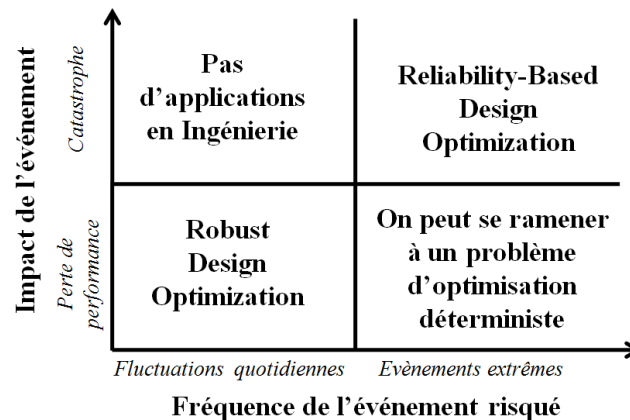 Impact de l'événement
Catastrophe
Perte de
performance
Pas
d'applications
en Ingénierie
Reliability-Based
Design
Optimization
Robust
Design
Optimization
On peut se ramener
à un problème
d'optimisation
déterministe
Fluctuations quotidiennes
Evènements extrêmes
Fréquence de l'événement risqué